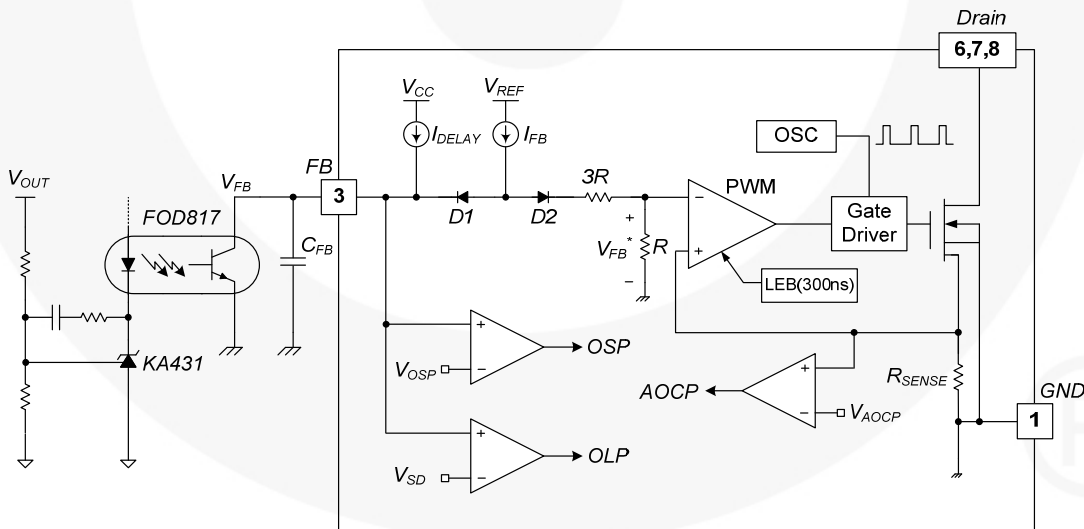 Drain
6,7,8
VCC
VREF
IDELAY
IFB
OSC
VOUT
VFB
FB
3
3R
PWM
FOD817
D1
D2
−
+
Gate
Driver
CFB
+
VFB*
−
R
LEB(300ns)
KA431
+
−
VOSP
OSP
AOCP
+
−
VAOCP
RSENSE
GND
1
+
−
VSD
OLP
R